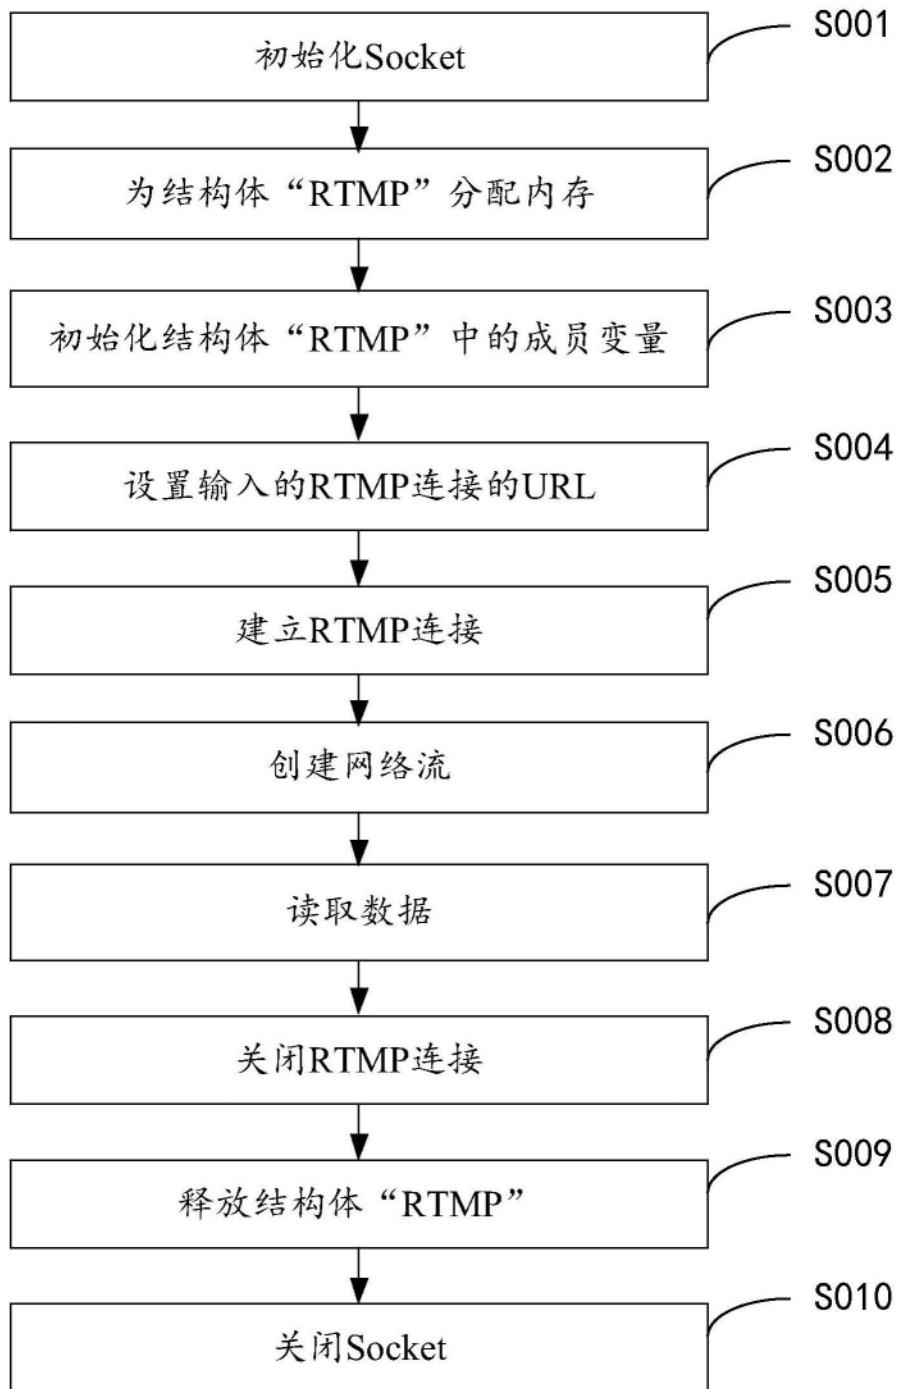 S001
初始化Socket
S002
为结构体“RTMP”分配内存
S003
初始化结构体“RTMP”中的成员变量
S004
设置输入的RTMP连接的URL
S005
建立RTMP连接
S006
创建网络流
S007
读取数据
S008
关闭RTMP连接
S009
释放结构体“RTMP”
S010
关闭Socket